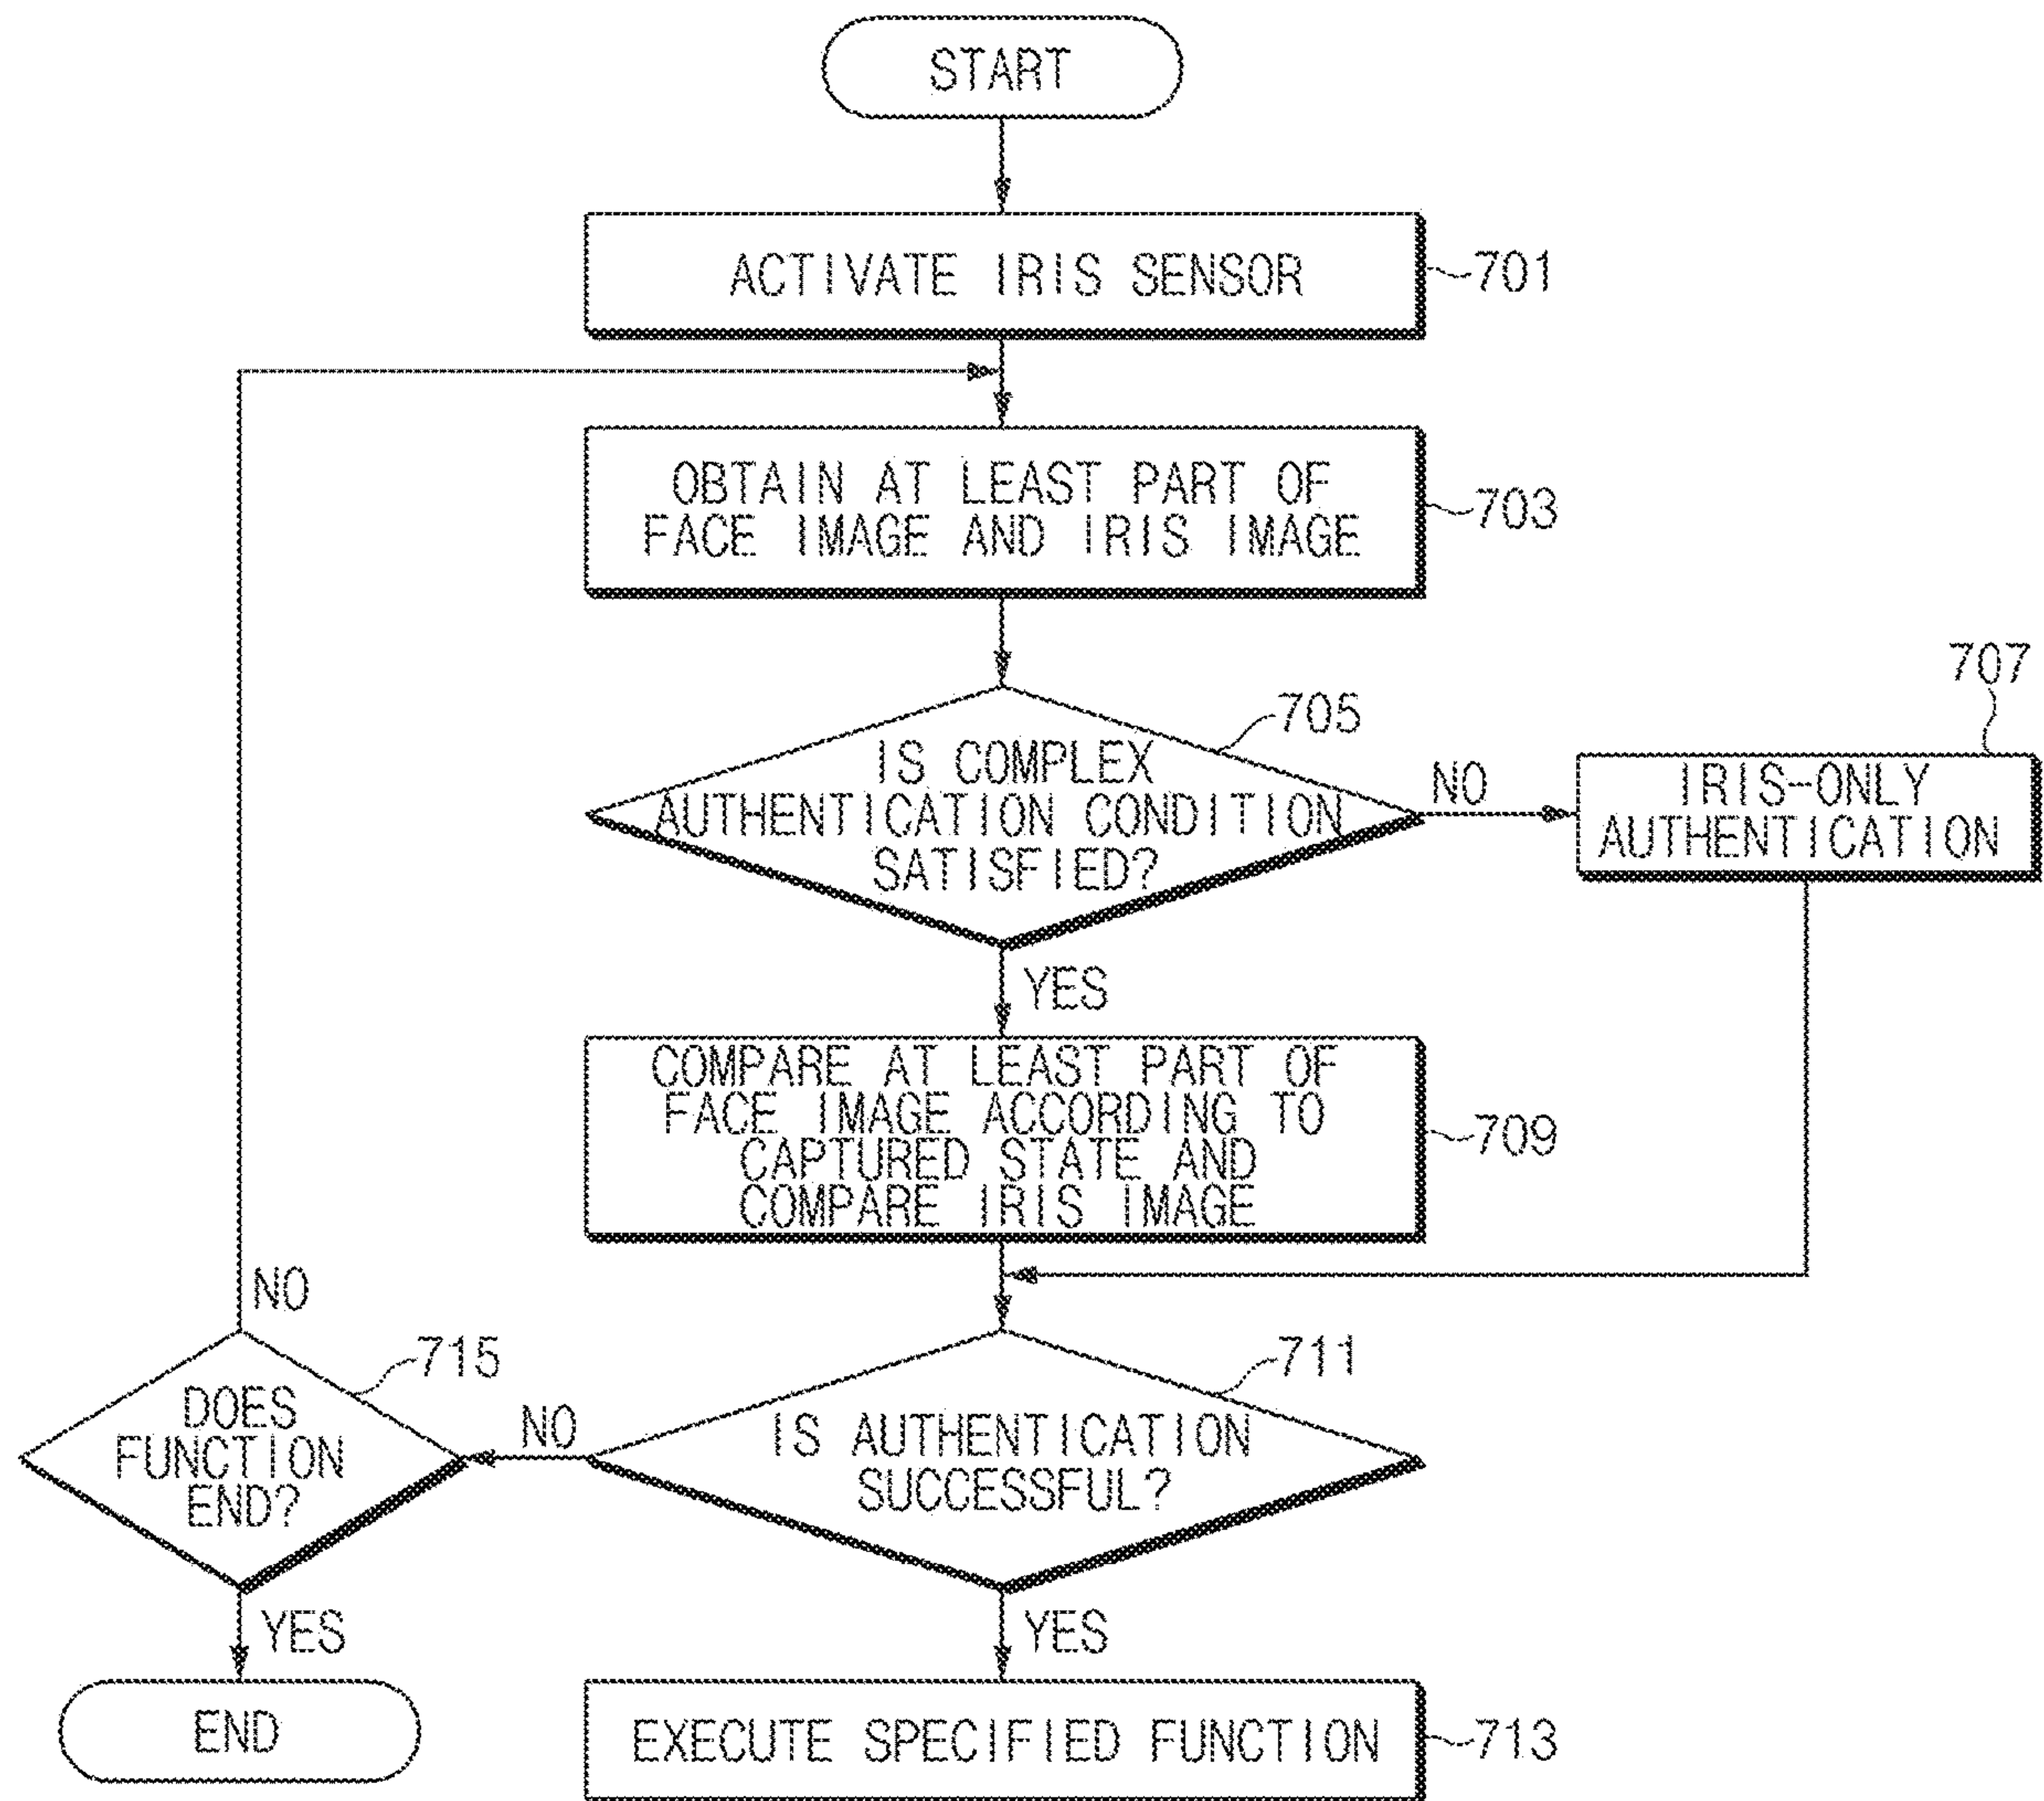 START
ACTIVATE IRIS SENSOR
701
OBTAIN AT LEAST PART OF
FACE IMAGE AND IRIS IMAGE
703
705
IS COMPLEX
AUTHENTICATION CONDITION
SATISFIED?
NO
707
IRIS-ONLY
AUTHENTICATION
YES
COMPARE AT LEAST PART OF
FACE IMAGE ACCORDING TO
CAPTURED STATE AND
COMPARE IRIS IMAGE
709
711
IS AUTHENTICATION
SUCCESSFUL?
NO
715
DOES
FUNCTION
END?
NO
YES
END
YES
EXECUTE SPECIFIED FUNCTION
713